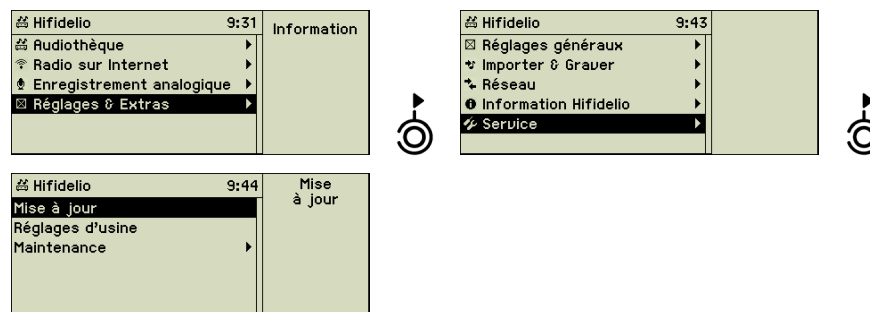 Hifidelio 9:31
Information
Audiothèque
Radio sur Internet
Enregistrement analogique
Réglages & Extras
Hifidelio 9:43
Réglages généraux
Importer & Graver
Réseau
Information Hifidelio
Service
Hifidelio 9:44
Mise
à jour
Mise à jour
Réglages d'usine
Maintenance